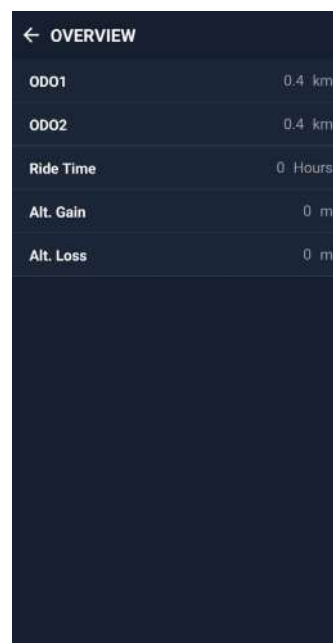 ← OVERVIEW
ODO1 0.4 km
ODO2 0.4 km
Ride Time 0 Hours
Alt. Gain 0 m
Alt. Loss 0 m